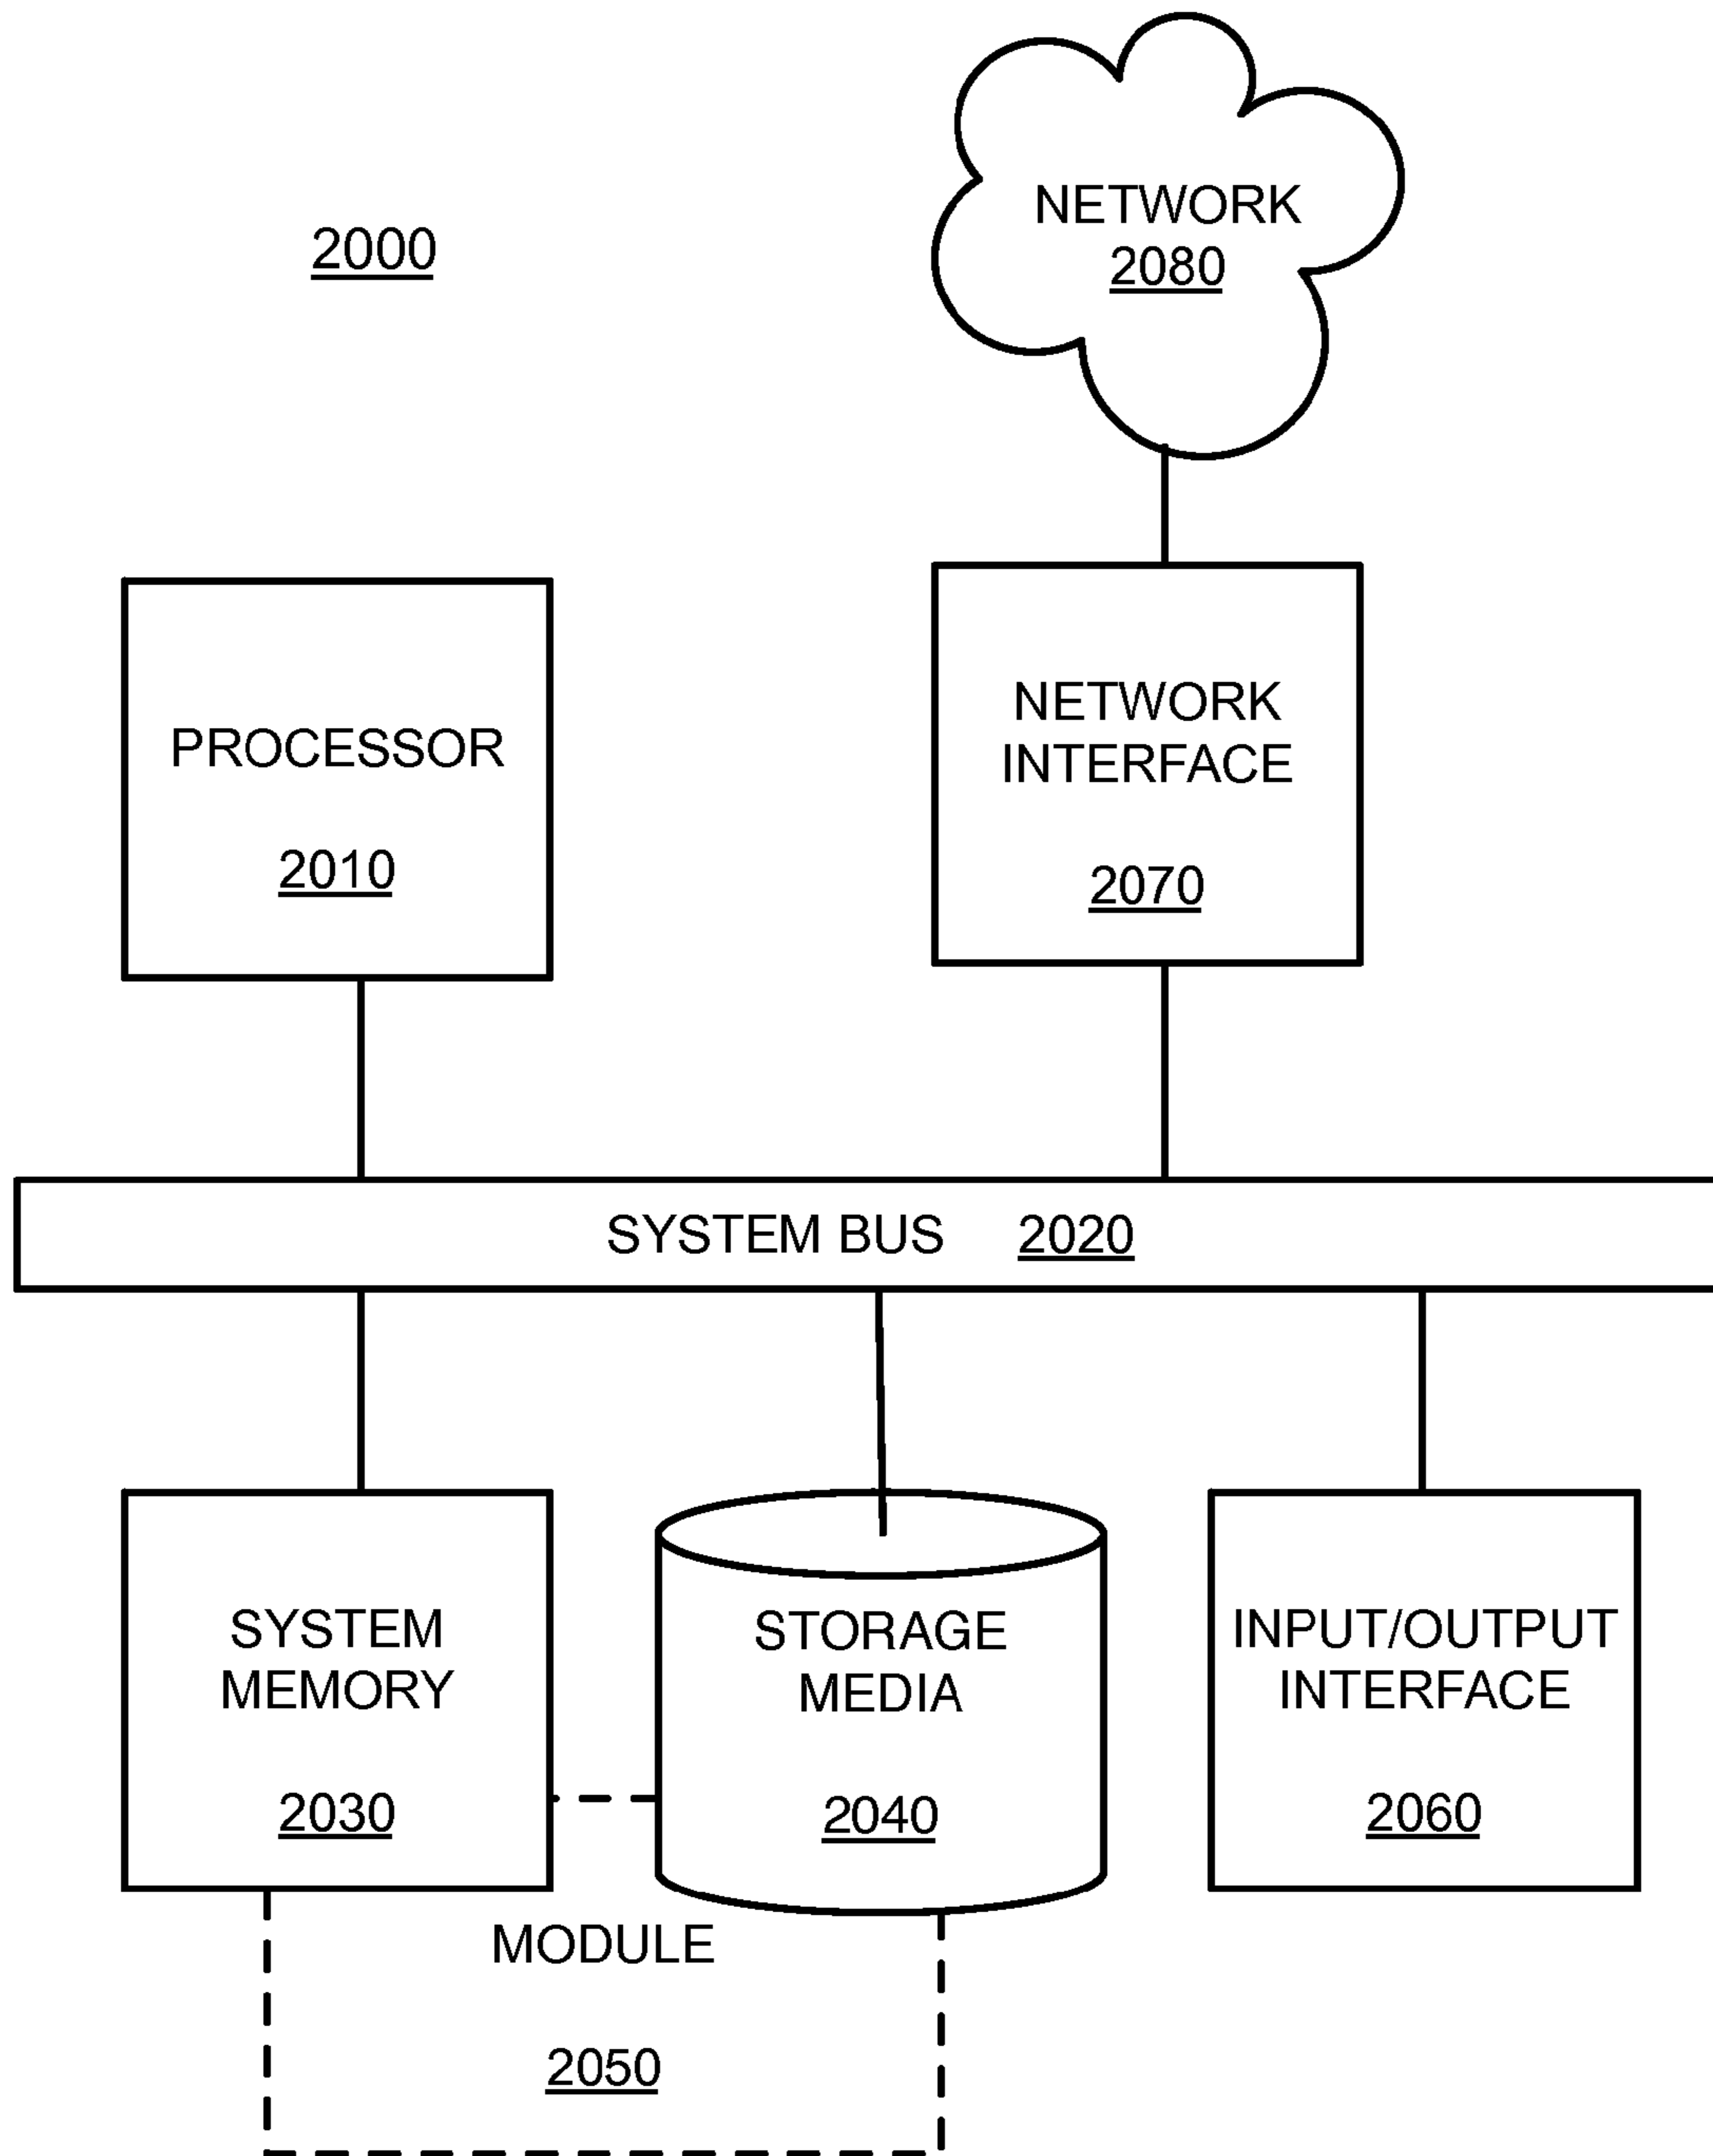 2000
NETWORK
2080
PROCESSOR
2010
NETWORK
INTERFACE
2070
SYSTEM BUS 2020
SYSTEM
MEMORY
2030
STORAGE
MEDIA
2040
INPUT/OUTPUT
INTERFACE
2060
MODULE
2050